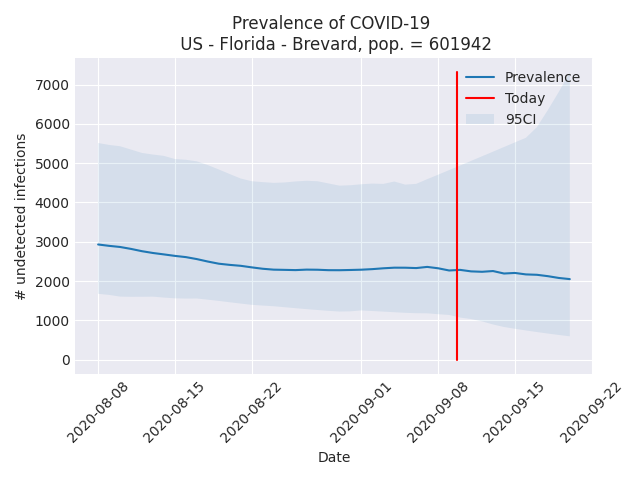 Prevalence of COVID-19
US - Florida - Brevard, pop. = 601942
Prevalence
Today
95CI
7000
6000
5000
4000
3000
2000
1000
0
# undetected infections
2020-08-08
2020-08-15
2020-08-22
2020-09-01
2020-09-08
2020-09-15
2020-09-22
Date